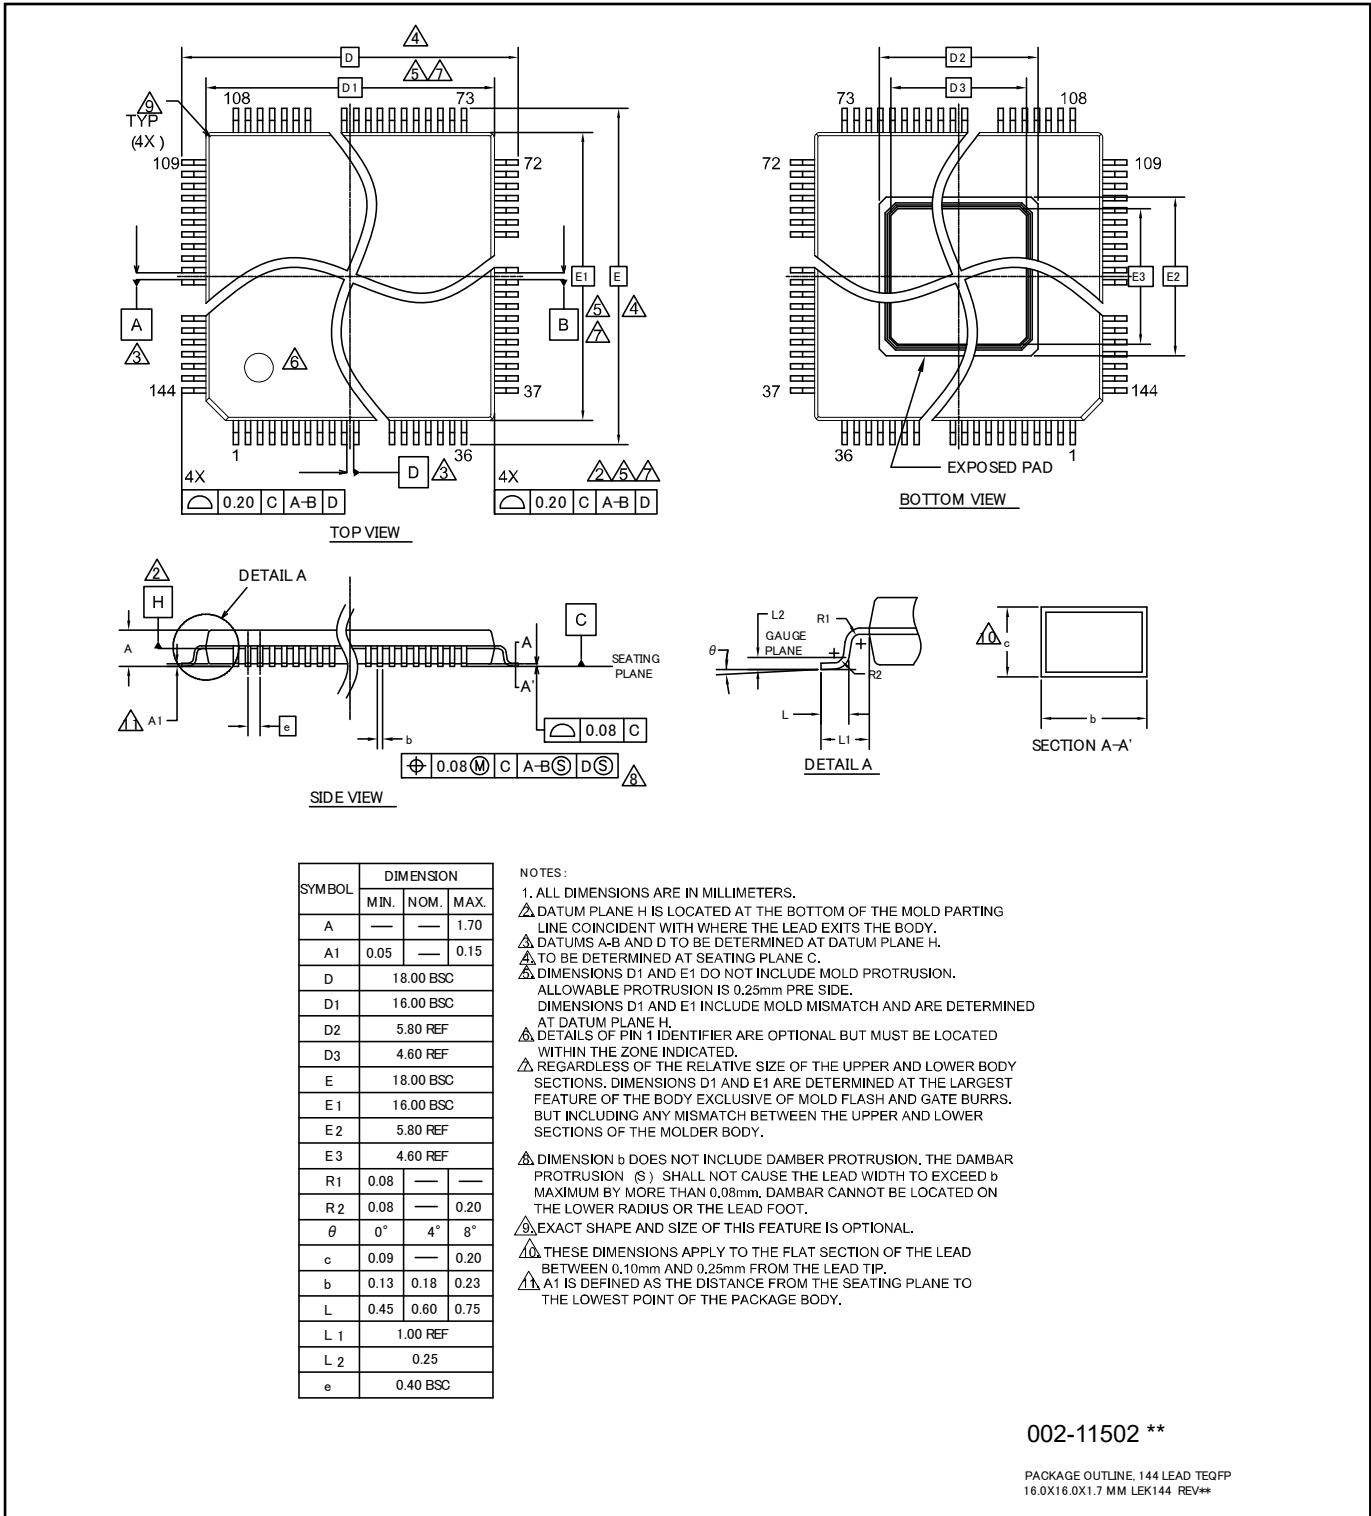 D
4
D1
5 7
9
TYP
(4X)
108
73
109
72
A
3
B
E1
5
7
E
4
6
144
37
1
36
4X
D
3
4X
2 5 7
0.20 C A-B D
0.20 C A-B D
TOP VIEW
D2
D3
73
108
72
109
E3
E2
37
144
36
1
EXPOSED PAD
BOTTOM VIEW
2
H
DETAIL A
C
A
A
A'
SEATING
PLANE
11 A1
e
b
0.08 C
0.08 Ⓜ C A-B Ⓢ D Ⓢ
8
SIDE VIEW
L2
R1
GAUGE
PLANE
θ
R2
L
L1
DETAIL A
10 c
b
SECTION A-A'
SYMBOL DIMENSION
MIN. NOM. MAX.
A — — 1.70
A1 0.05 — 0.15
D 18.00 BSC
D1 16.00 BSC
D2 5.80 REF
D3 4.60 REF
E 18.00 BSC
E1 16.00 BSC
E2 5.80 REF
E3 4.60 REF
R1 0.08 — —
R2 0.08 — 0.20
θ 0° 4° 8°
c 0.09 — 0.20
b 0.13 0.18 0.23
L 0.45 0.60 0.75
L 1 1.00 REF
L 2 0.25
e 0.40 BSC
NOTES:
1. ALL DIMENSIONS ARE IN MILLIMETERS.
2. DATUM PLANE H IS LOCATED AT THE BOTTOM OF THE MOLD PARTING
LINE COINCIDENT WITH WHERE THE LEAD EXITS THE BODY.
3. DATUMS A-B AND D TO BE DETERMINED AT DATUM PLANE H.
4. TO BE DETERMINED AT SEATING PLANE C.
5. DIMENSIONS D1 AND E1 DO NOT INCLUDE MOLD PROTRUSION.
ALLOWABLE PROTRUSION IS 0.25mm PRE SIDE.
DIMENSIONS D1 AND E1 INCLUDE MOLD MISMATCH AND ARE DETERMINED
AT DATUM PLANE H.
6. DETAILS OF PIN 1 IDENTIFIER ARE OPTIONAL BUT MUST BE LOCATED
WITHIN THE ZONE INDICATED.
7. REGARDLESS OF THE RELATIVE SIZE OF THE UPPER AND LOWER BODY
SECTIONS. DIMENSIONS D1 AND E1 ARE DETERMINED AT THE LARGEST
FEATURE OF THE BODY EXCLUSIVE OF MOLD FLASH AND GATE BURRS.
BUT INCLUDING ANY MISMATCH BETWEEN THE UPPER AND LOWER
SECTIONS OF THE MOLDER BODY.
8. DIMENSION b DOES NOT INCLUDE DAMBER PROTRUSION. THE DAMBAR
PROTRUSION (S) SHALL NOT CAUSE THE LEAD WIDTH TO EXCEED b
MAXIMUM BY MORE THAN 0.08mm. DAMBAR CANNOT BE LOCATED ON
THE LOWER RADIUS OR THE LEAD FOOT.
9. EXACT SHAPE AND SIZE OF THIS FEATURE IS OPTIONAL.
10. THESE DIMENSIONS APPLY TO THE FLAT SECTION OF THE LEAD
BETWEEN 0.10mm AND 0.25mm FROM THE LEAD TIP.
11. A1 IS DEFINED AS THE DISTANCE FROM THE SEATING PLANE TO
THE LOWEST POINT OF THE PACKAGE BODY.
002-11502 **
PACKAGE OUTLINE, 144 LEAD TEQFP
16.0X16.0X1.7 MM LEK144 REV**